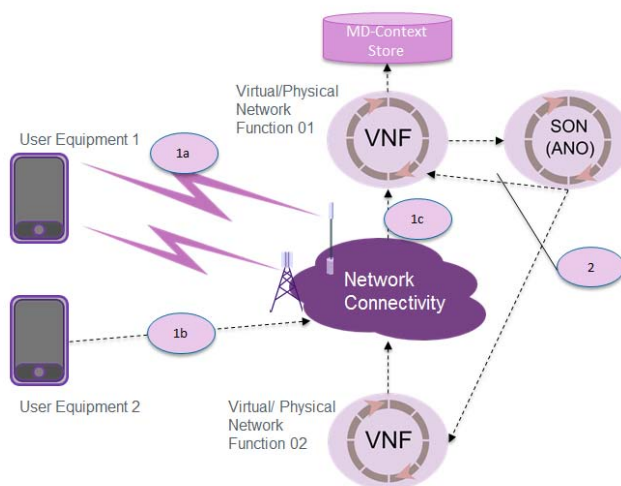 MD-Context
Store
Virtual/Physical
Network
Function 01
VNF
SON
(ANO)
User Equipment 1
1a
1c
Network
Connectivity
2
1b
User Equipment 2
Virtual/ Physical
Network
Function 02
VNF